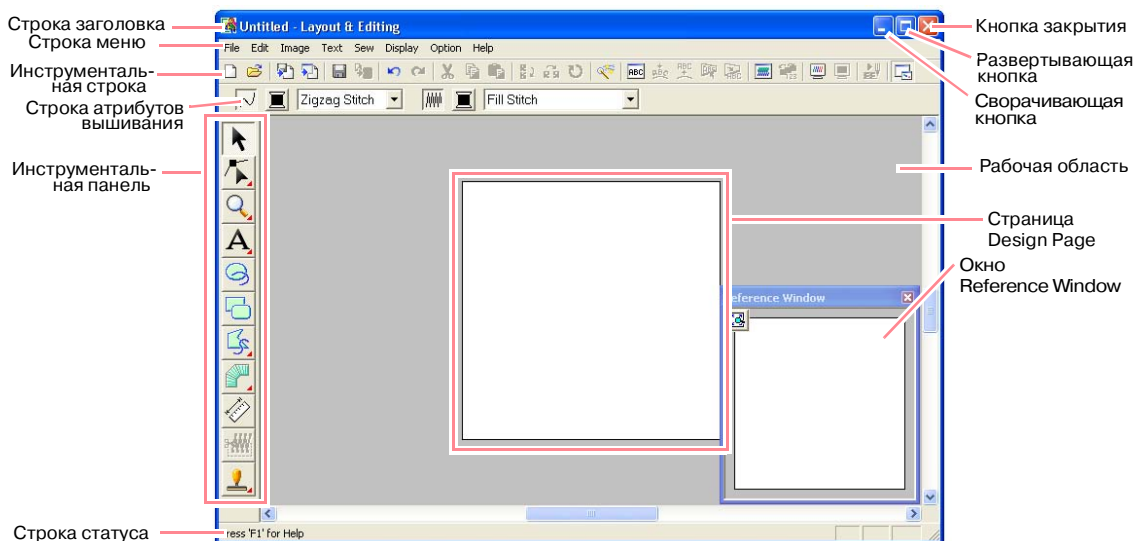 Строка заголовка
Строка меню
Инструменталь-
ная строка
Строка атрибутов
вышивания
Инструменталь-
ная панель
Строка статуса
Untitled - Layout & Editing
File Edit Image Text Sew Display Option Help
ABC
Zigzag Stitch
Fill Stitch
A
eference Window
ress 'F1' for Help
Кнопка закрытия
Развертывающая
кнопка
Сворачивающая
кнопка
Рабочая область
Страница
Design Page
Окно
Reference Window